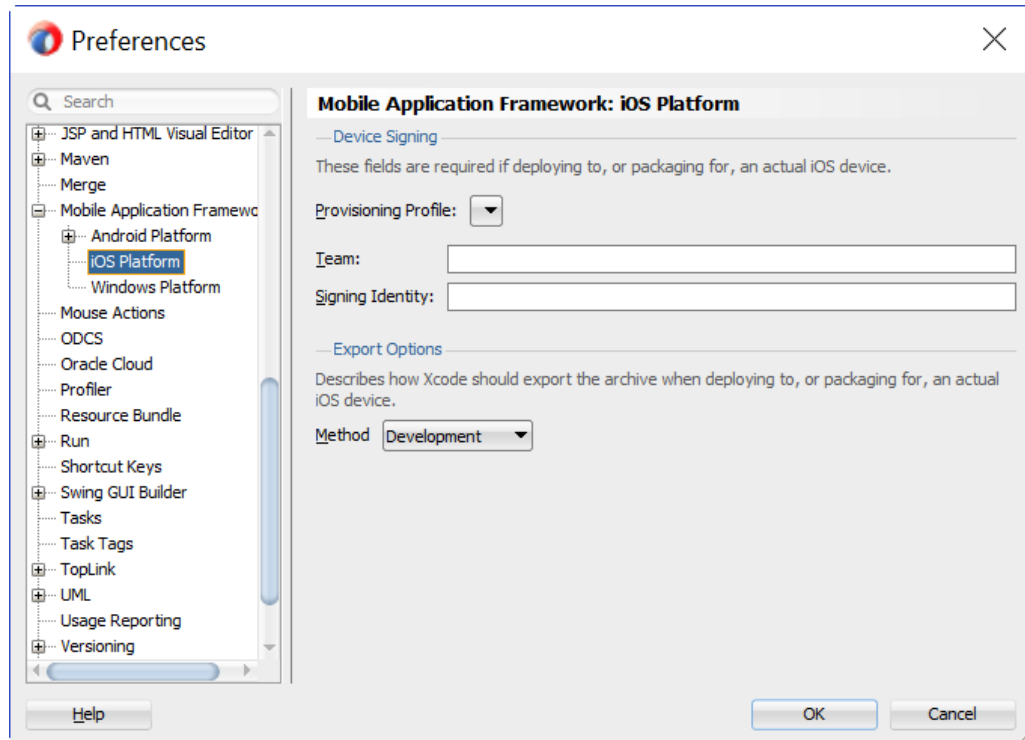 Preferences
Search
JSP and HTML Visual Editor
Maven
Merge
Mobile Application Framewo
Android Platform
iOS Platform
Windows Platform
Mouse Actions
ODCS
Oracle Cloud
Profiler
Resource Bundle
Run
Shortcut Keys
Swing GUI Builder
Tasks
Task Tags
TopLink
UML
Usage Reporting
Versioning
Mobile Application Framework: iOS Platform
Device Signing
These fields are required if deploying to, or packaging for, an actual iOS device.
Provisioning Profile:
Team:
Signing Identity:
Export Options
Describes how Xcode should export the archive when deploying to, or packaging for, an actual
iOS device.
Method Development
Help
OK
Cancel